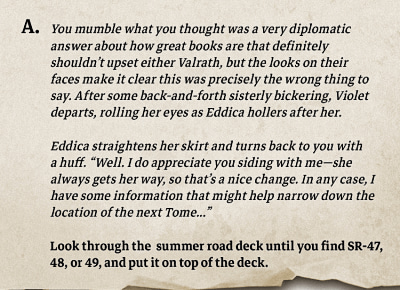 A. You mumble what you thought was a very diplomatic
answer about how great books are that definitely
shouldn't upset either Valrath, but the looks on their
faces make it clear this was precisely the wrong thing to
say. After some back-and-forth sisterly bickering, Violet
departs, rolling her eyes as Eddica hollers after her.
Eddica straightens her skirt and turns back to you with
a huff. “Well. I do appreciate you siding with me—she
always gets her way, so that's a nice change. In any case, I
have some information that might help narrow down the
location of the next Tome...”
Look through the summer road deck until you find SR-47,
48, or 49, and put it on top of the deck.